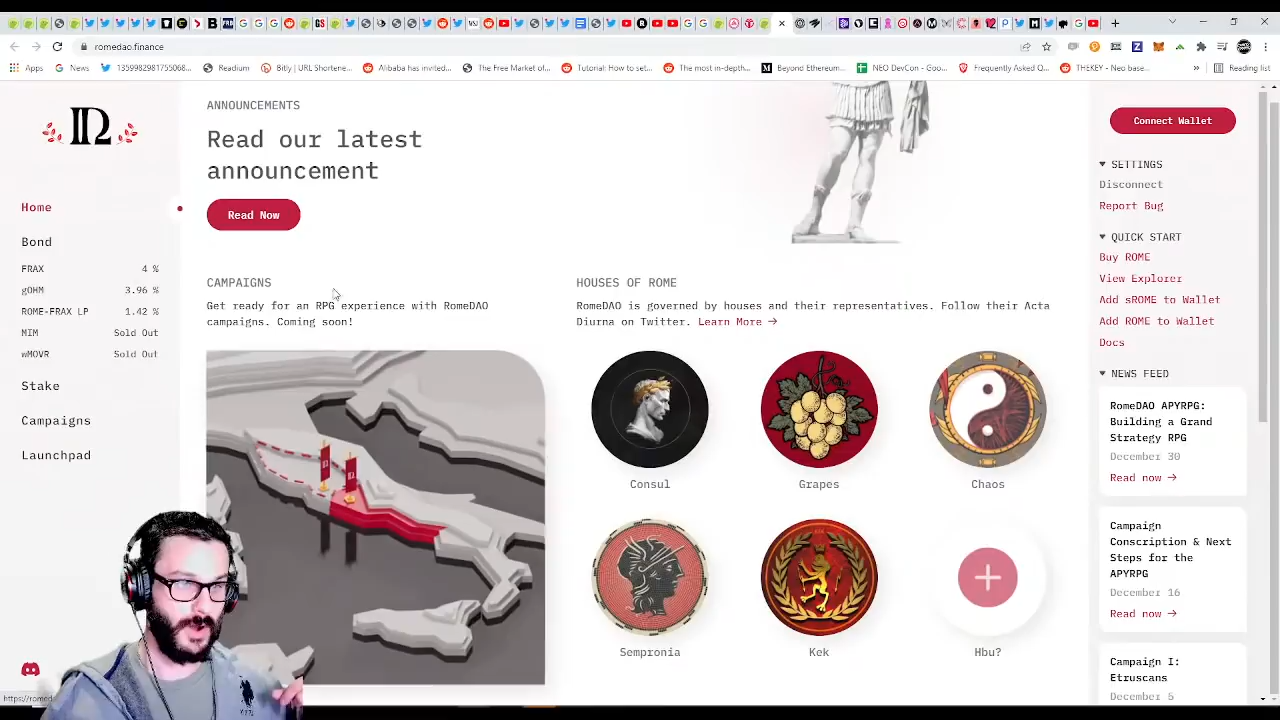 romedao.finance
Apps
News
1359982981755068...
Readium
Bitly | URL Shortene...
Alibaba has invited...
The Free Market of...
Tutorial: How to set...
The most in-depth...
Beyond Ethereum...
NEO DevCon - Goo...
Frequently Asked Q...
THEKEY - Neo base...
»
Reading list
ANNOUNCEMENTS
Read our latest
announcement
Read Now
Connect Wallet
Home
Bond
FRAX 4 %
gOHM 3.96 %
ROME-FRAX LP 1.42 %
MIM Sold Out
wMOVR Sold Out
Stake
Campaigns
Launchpad
CAMPAIGNS
Get ready for an RPG experience with RomeDAO
campaigns. Coming soon!
HOUSES OF ROME
RomeDAO is governed by houses and their representatives. Follow their Acta
Diurna on Twitter. Learn More →
Consul
Grapes
Chaos
Sempronia
Kek
Hbu?
SETTINGS
Disconnect
Report Bug
QUICK START
Buy ROME
View Explorer
Add sROME to Wallet
Add ROME to Wallet
Docs
NEWS FEED
RomeDAO APYRPG:
Building a Grand
Strategy RPG
December 30
Read now →
Campaign
Conscription & Next
Steps for the
APYRPG
December 16
Read now →
Campaign I:
Etruscans
December 5
https://romed